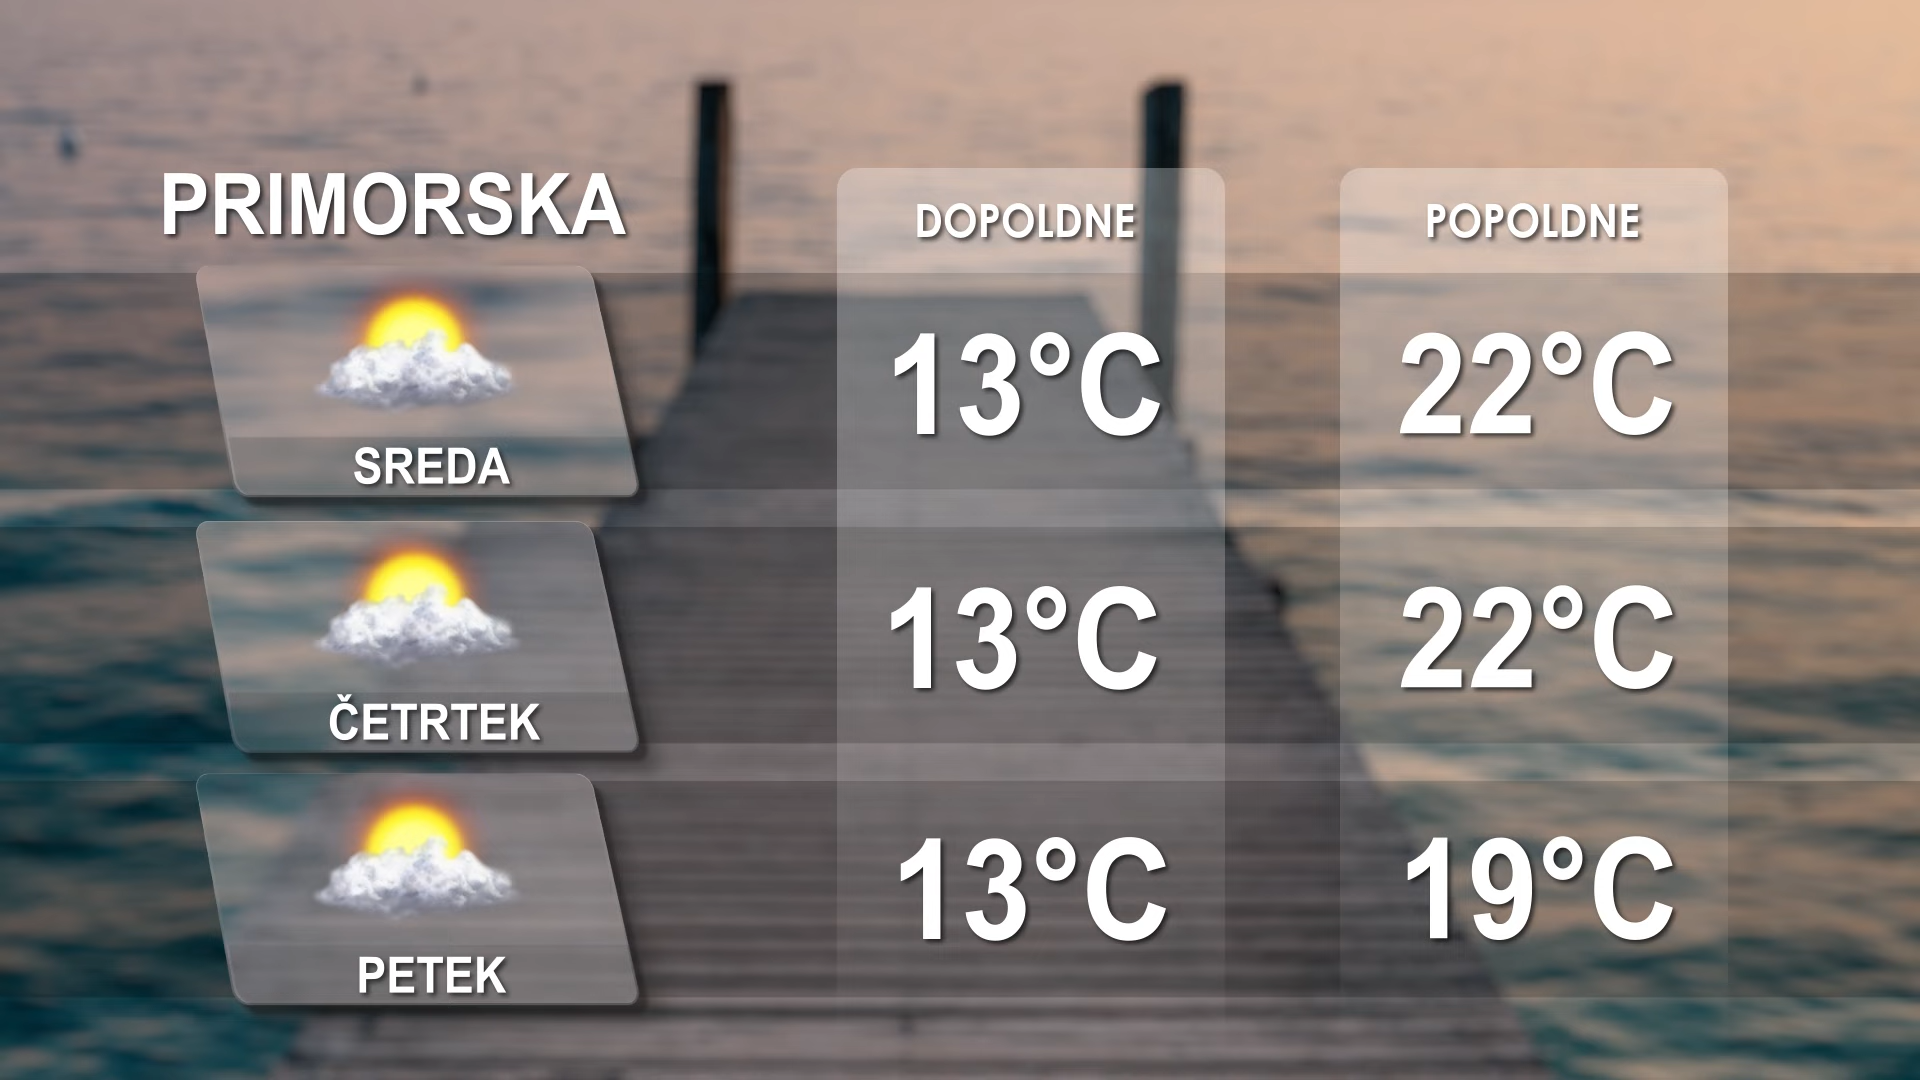 PRIMORSKA
DOPOLDNE
POPOLDNE
SREDA
13°C
22°C
ČETRTEK
13°C
22°C
PETEK
13°C
19°C